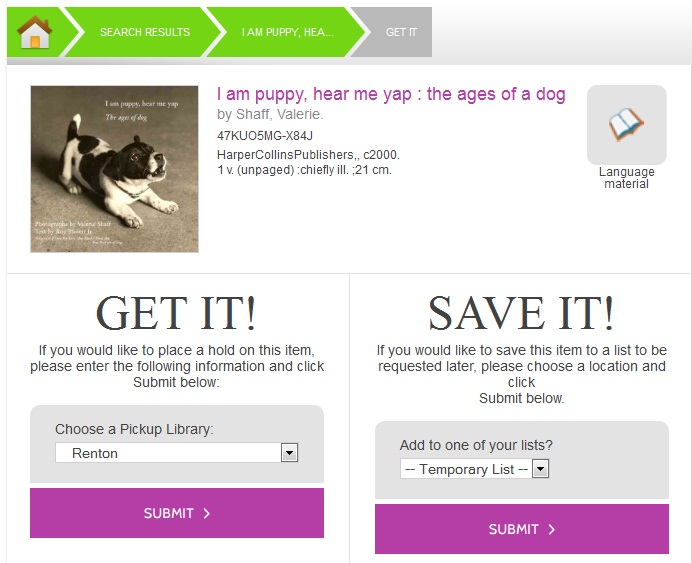 SEARCH RESULTS
I AM PUPPY, HEA...
GET IT
I am puppy, hear me yap
The ages of dog
Photographs by Valerie Shaff
Text by Roy Blount Jr.
I am puppy, hear me yap : the ages of a dog
by Shaff, Valerie.
47KUO5MG-X84J
HarperCollinsPublishers,, c2000.
1 v. (unpaged) :chiefly ill. ;21 cm.
Language
material
GET IT!
If you would like to place a hold on this item,
please enter the following information and click
Submit below:
Choose a Pickup Library:
Renton
SUBMIT >
SAVE IT!
If you would like to save this item to a list to be
requested later, please choose a location and
click
Submit below.
Add to one of your lists?
-- Temporary List --
SUBMIT >